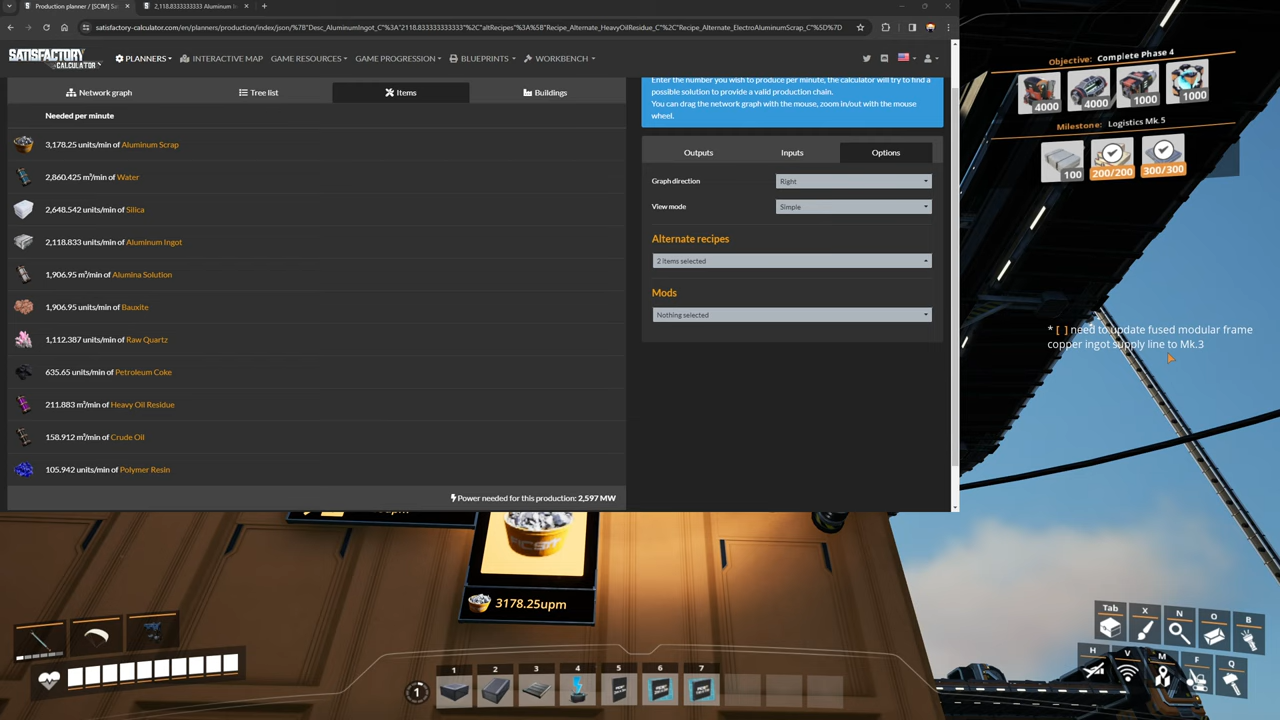 Production planner / [SCIM] Sa
2,118.8333333333333 Aluminum In
satisfactory-calculator.com/en/planners/production/index/json/%7B"Desc_AluminumIngot_C"%3A"2118.8333333333333"%2C"altRecipes"%3A%5B"Recipe_Alternate_HeavyOilResidue_C"%2C"Recipe_Alternate_ElectroAluminumScrap_C"%5D%7D
SATISFACTORY
CALCULATOR
PLANNERS
INTERACTIVE MAP
GAME RESOURCES
GAME PROGRESSION
BLUEPRINTS
WORKBENCH
Network graph
Tree list
Items
Buildings
Needed per minute
3,178.25 units/min of Aluminum Scrap
2,860.425 m³/min of Water
2,648.542 units/min of Silica
2,118.833 units/min of Aluminum Ingot
1,906.95 m³/min of Alumina Solution
1,906.95 units/min of Bauxite
1,112.387 units/min of Raw Quartz
635.65 units/min of Petroleum Coke
211.883 m³/min of Heavy Oil Residue
158.912 m³/min of Crude Oil
105.942 units/min of Polymer Resin
Power needed for this production: 2,597 MW
Enter the number you wish to produce per minute, the calculator will try to find a
possible solution to provide a valid production chain.
You can drag the network graph with the mouse, zoom in/out with the mouse
wheel.
Outputs
Inputs
Options
Graph direction
Right
View mode
Simple
Alternate recipes
2 items selected
Mods
Nothing selected
Objective: Complete Phase 4
4000
4000
1000
1000
Milestone: Logistics Mk.5
100
200/200
300/300
* [ ] need to update fused modular frame
copper ingot supply line to Mk.3
FICSIT
3178.25upm
1
1
2
3
4
5
6
7
Tab
X
N
O
B
H
V
M
F
Q